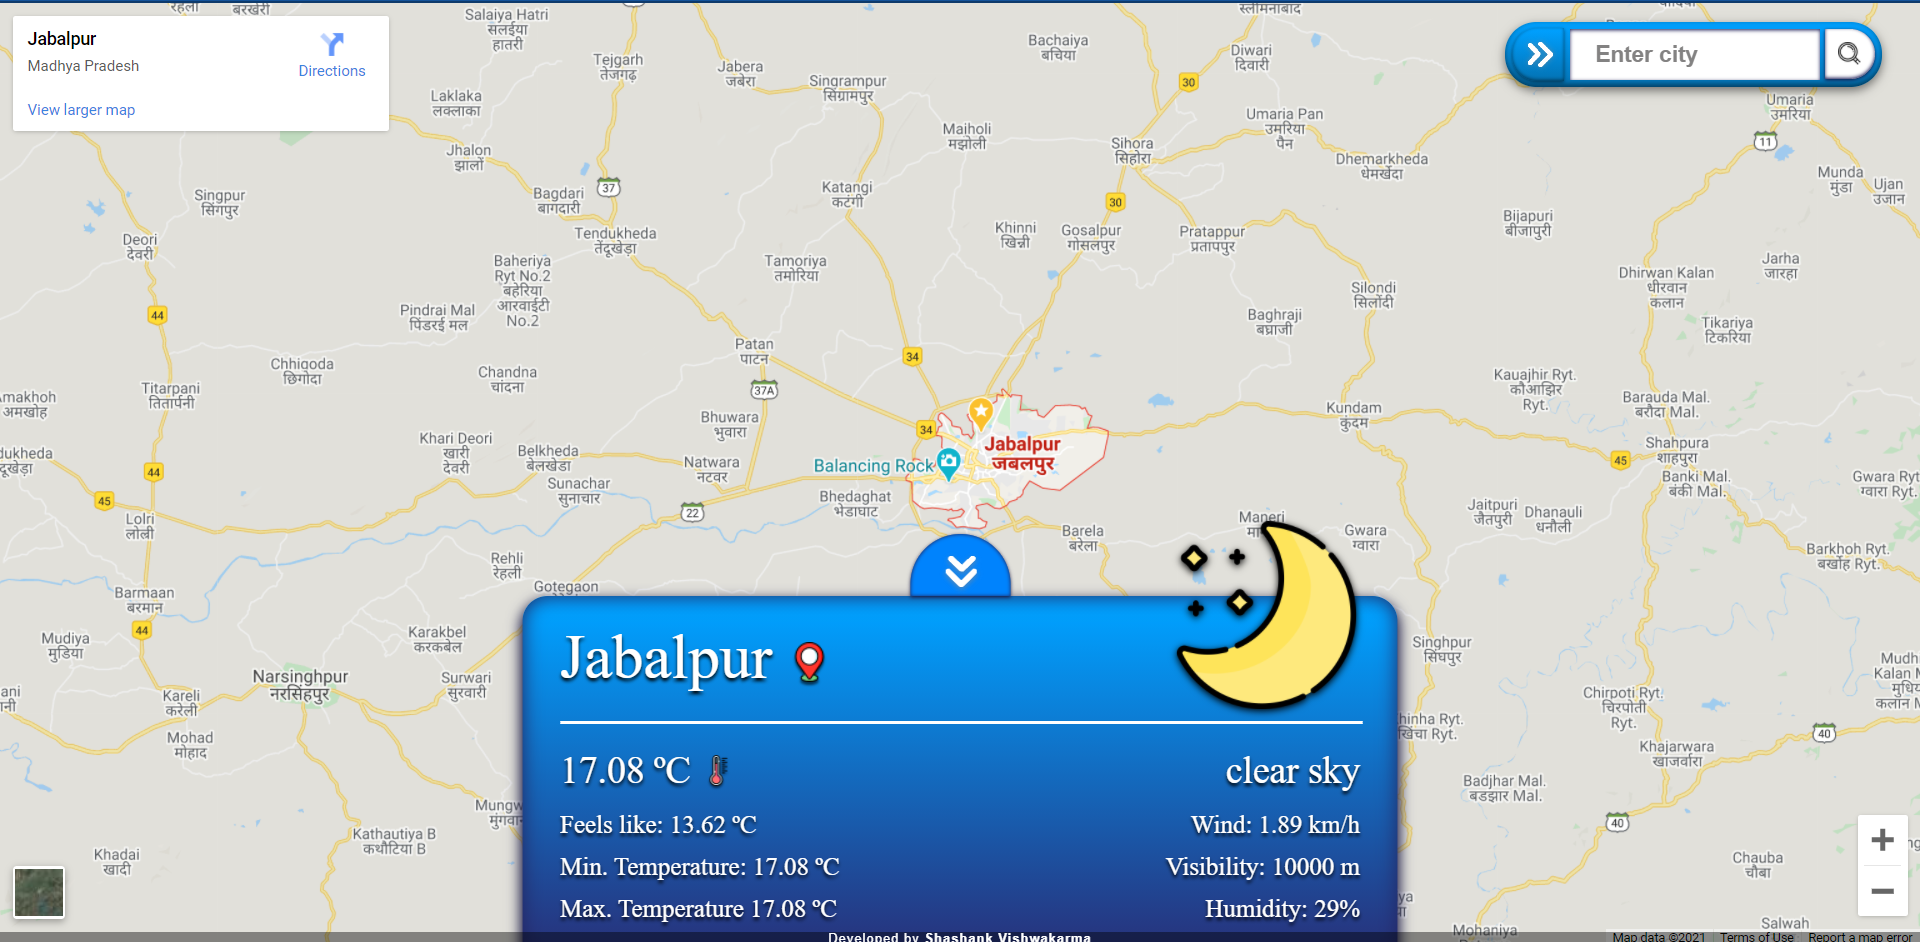 रेहली
बरखेरी
Salaiya Hatri
सलईया
हातरी
स्लीमनाबाद
Jabalpur
Madhya Pradesh
Directions
View larger map
Enter city
Bachaiya
बचिया
Diwari
दिवारी
Tejgarh
तेजगढ़
Jabera
जबेरा
Singrampur
सिंग्रामपुर
30
Laklaka
लक्लाका
Umaria
उमरिया
Umaria Pan
उमरिया
पैन
Maiholi
मझोली
Sihora
सिहोरा
11
Jhalon
झालों
Dhemarkheda
धेमरखेदा
Munda
मुंडा
Ujan
उजान
Singpur
सिंगपुर
Bagdari
बागदारी
37
Katangi
कटंगी
30
Bijapuri
बीजापुरी
Deori
देवरी
Tendukheda
तेंदूखेड़ा
Khinni
खिन्नी
Gosalpur
गोसलपुर
Pratappur
प्रतापपुर
Baheriya
Ryt No.2
बहेरिया
आरवाईटी
No.2
Tamoriya
तमोरिया
Jarha
जारहा
Dhirwan Kalan
धीरवान
कलान
Silondi
सिलोंदी
44
Pindrai Mal
पिंडरई मल
Baghraji
बघ्राजी
Tikariya
टिकरिया
Patan
पाटन
34
Chhigoda
छिगोदा
Chandna
चांदना
37A
Kauajhir Ryt.
कौआझिर
Ryt.
Titarpani
तितार्पनी
amakhoh
अमखोह
Barauda Mal.
बरौदा Mal.
Bhuwara
भुवारा
34
Kundam
कुंदम
Jabalpur
जबलपुर
Khari Deori
खारी
देवरी
Belkheda
बेलखेडा
Shahpura
शाहपुरा
dukheda
दूखेड़ा
44
Natwara
नटवर
Balancing Rock
45
Sunachar
सुनाचार
Banki Mal.
बंकी Mal.
Gwara Ryt
ग्वारा Ryt.
45
Bhedaghat
भेडाघाट
22
Lolri
लोली
Jaitpuri
जैतपुरी
Dhanauli
धनौली
Maneri
Barela
बरेला
Gwara
ग्वारा
Barkhoh Ryt.
बर्खोह Ryt.
Rehli
रेहली
Gotegaon
Barmaan
बरमान
44
Mudiya
मुडिया
Karakbel
करकबेल
Singhpur
सिंघपुर
Jabalpur
Narsinghpur
नरसिंहपुर
Surwari
सुरवारी
Mudh
Kalan
कलान
Kareli
करेली
Chirpoti Ryt.
चिरपोती
Ryt.
hinha Ryt.
खिंचा Ryt.
Mohad
मोहाद
40
Khajarwara
खाजर्वारा
17.08 ºC
clear sky
Badjhar Mal.
बडझार Mal.
Mungw
मुंगवा
40
Feels like: 13.62 ºC
Wind: 1.89 km/h
Kathautiya B
कथौटिया B
Khadai
खादी
Min. Temperature: 17.08 ºC
Visibility: 10000 m
Chauba
चौबा
Max. Temperature 17.08 ºC
Humidity: 29%
Mohaniya
Salwah
Developed by Shashank Vishwakarma
Map data ©2021 Terms of Use Report a map error